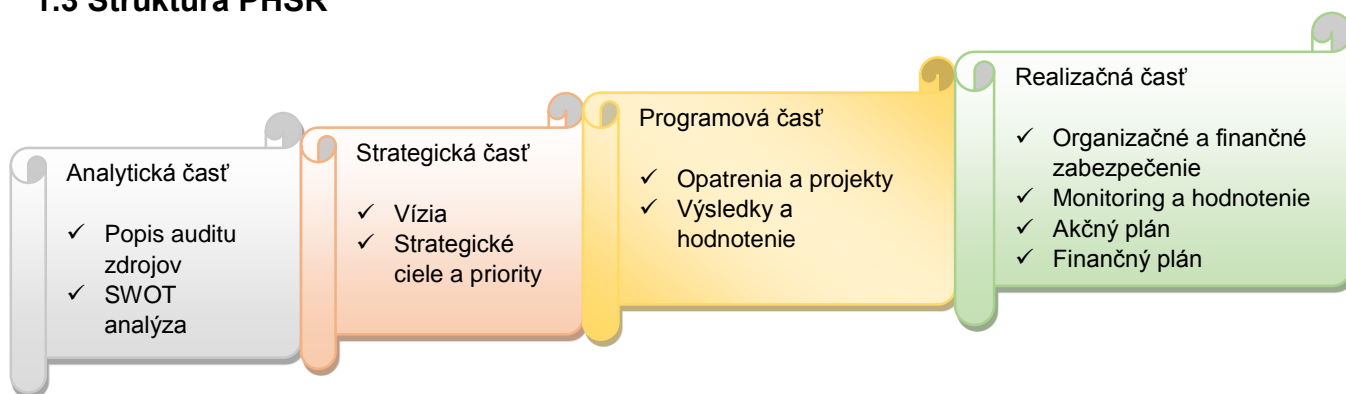 1.3 Štruktúra PHSR
Analytická časť
✓ Popis auditu
zdrojov
✓ SWOT
analýza
Strategická časť
✓ Vízia
✓ Strategické
ciele a priority
Programová časť
✓ Opatrenia a projekty
✓ Výsledky a
hodnotenie
Realizačná časť
✓ Organizačné a finančné
zabezpečenie
✓ Monitoring a hodnotenie
✓ Akčný plán
✓ Finančný plán